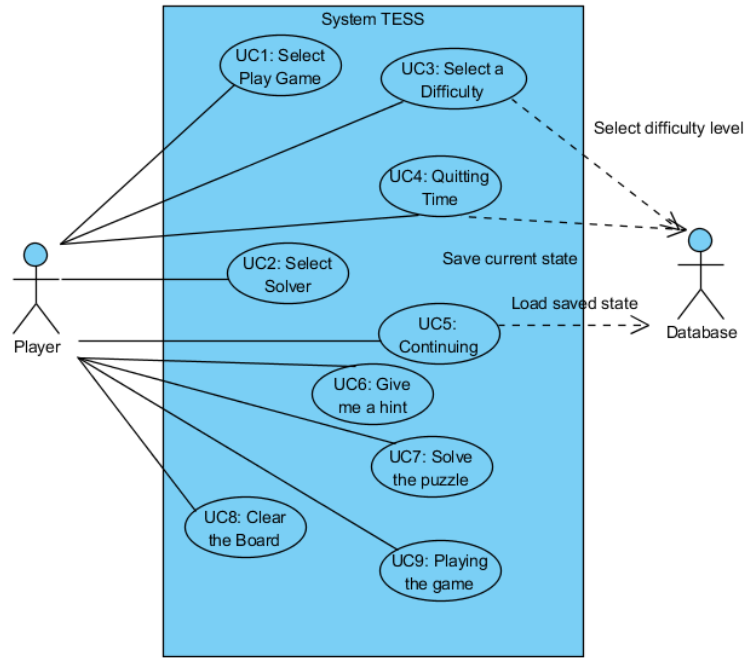 System TESS
UC1: Select
Play Game
UC3: Select a
Difficulty
Select difficulty level
UC4: Quitting
Time
UC2: Select
Solver
Save current state
Load saved state
UC5:
Continuing
Player
Database
UC6: Give
me a hint
UC7: Solve
the puzzle
UC8: Clear
the Board
UC9: Playing
the game